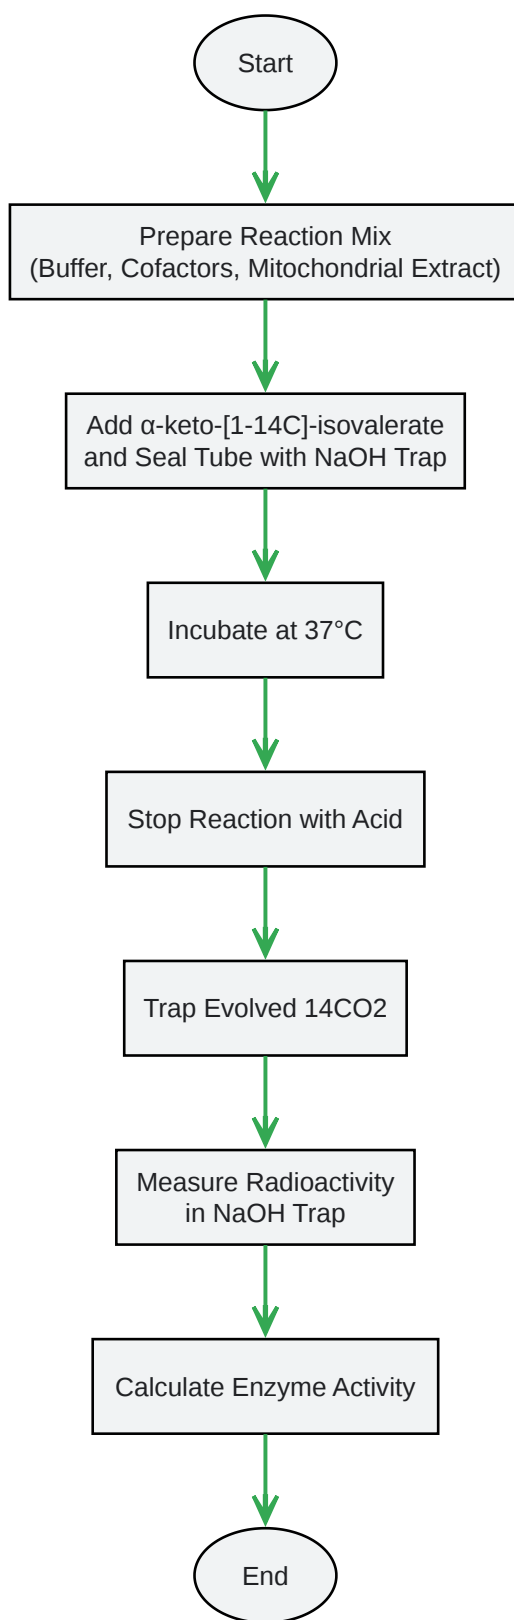 Start
Prepare Reaction Mix
(Buffer, Cofactors, Mitochondrial Extract)
Add α-keto-[1-14C]-isovalerate
and Seal Tube with NaOH Trap
Incubate at 37°C
Stop Reaction with Acid
Trap Evolved 14CO2
Measure Radioactivity
in NaOH Trap
Calculate Enzyme Activity
End